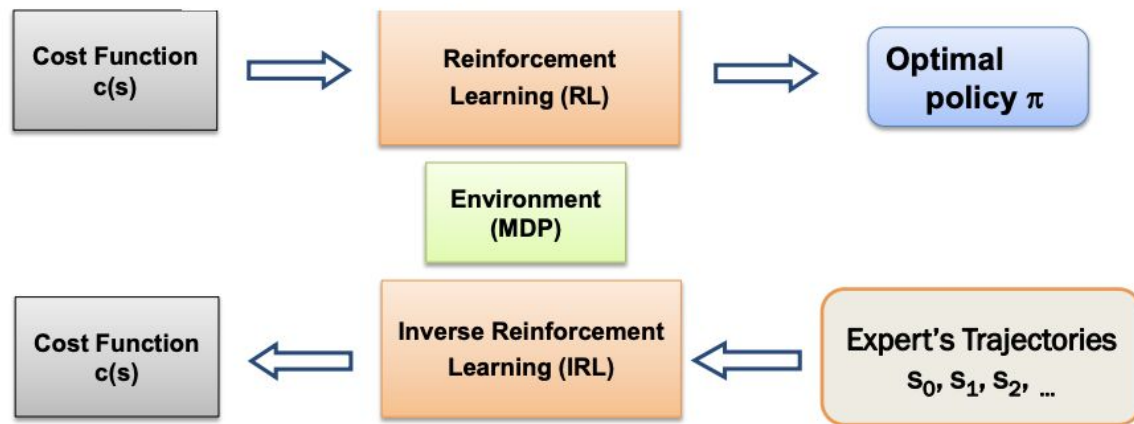 Cost Function
c(s)
Reinforcement
Learning (RL)
Optimal
policy π
Environment
(MDP)
Cost Function
c(s)
Inverse Reinforcement
Learning (IRL)
Expert's Trajectories
s₀, s₁, s₂, ...